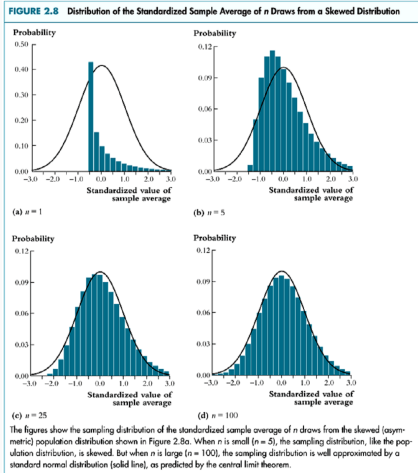 FIGURE 2.8 Distribution of the Standardized Sample Average of n Draws from a Skewed Distribution
Probability
0.50
0.40
0.30
0.20
0.10
0.00
-3.0 -2.0 -1.0 0.0 1.0 2.0 3.0
Standardized value of
sample average
(a) n = 1
Probability
0.12
0.09
0.06
0.03
0.00
-3.0 -2.0 -1.0 0.0 1.0 2.0 3.0
Standardized value of
sample average
(b) n = 5
Probability
0.12
0.09
0.06
0.03
0.00
-3.0 -2.0 -1.0 0.0 1.0 2.0 3.0
Standardized value of
sample average
(c) n = 25
Probability
0.12
0.09
0.06
0.03
0.00
-3.0 -2.0 -1.0 0.0 1.0 2.0 3.0
Standardized value of
sample average
(d) n = 100
The figures show the sampling distribution of the standardized sample average of n draws from the skewed (asym-
metric) population distribution shown in Figure 2.8a. When n is small (n = 5), the sampling distribution, like the pop-
ulation distribution, is skewed. But when n is large (n = 100), the sampling distribution is well approximated by a
standard normal distribution (solid line), as predicted by the central limit theorem.